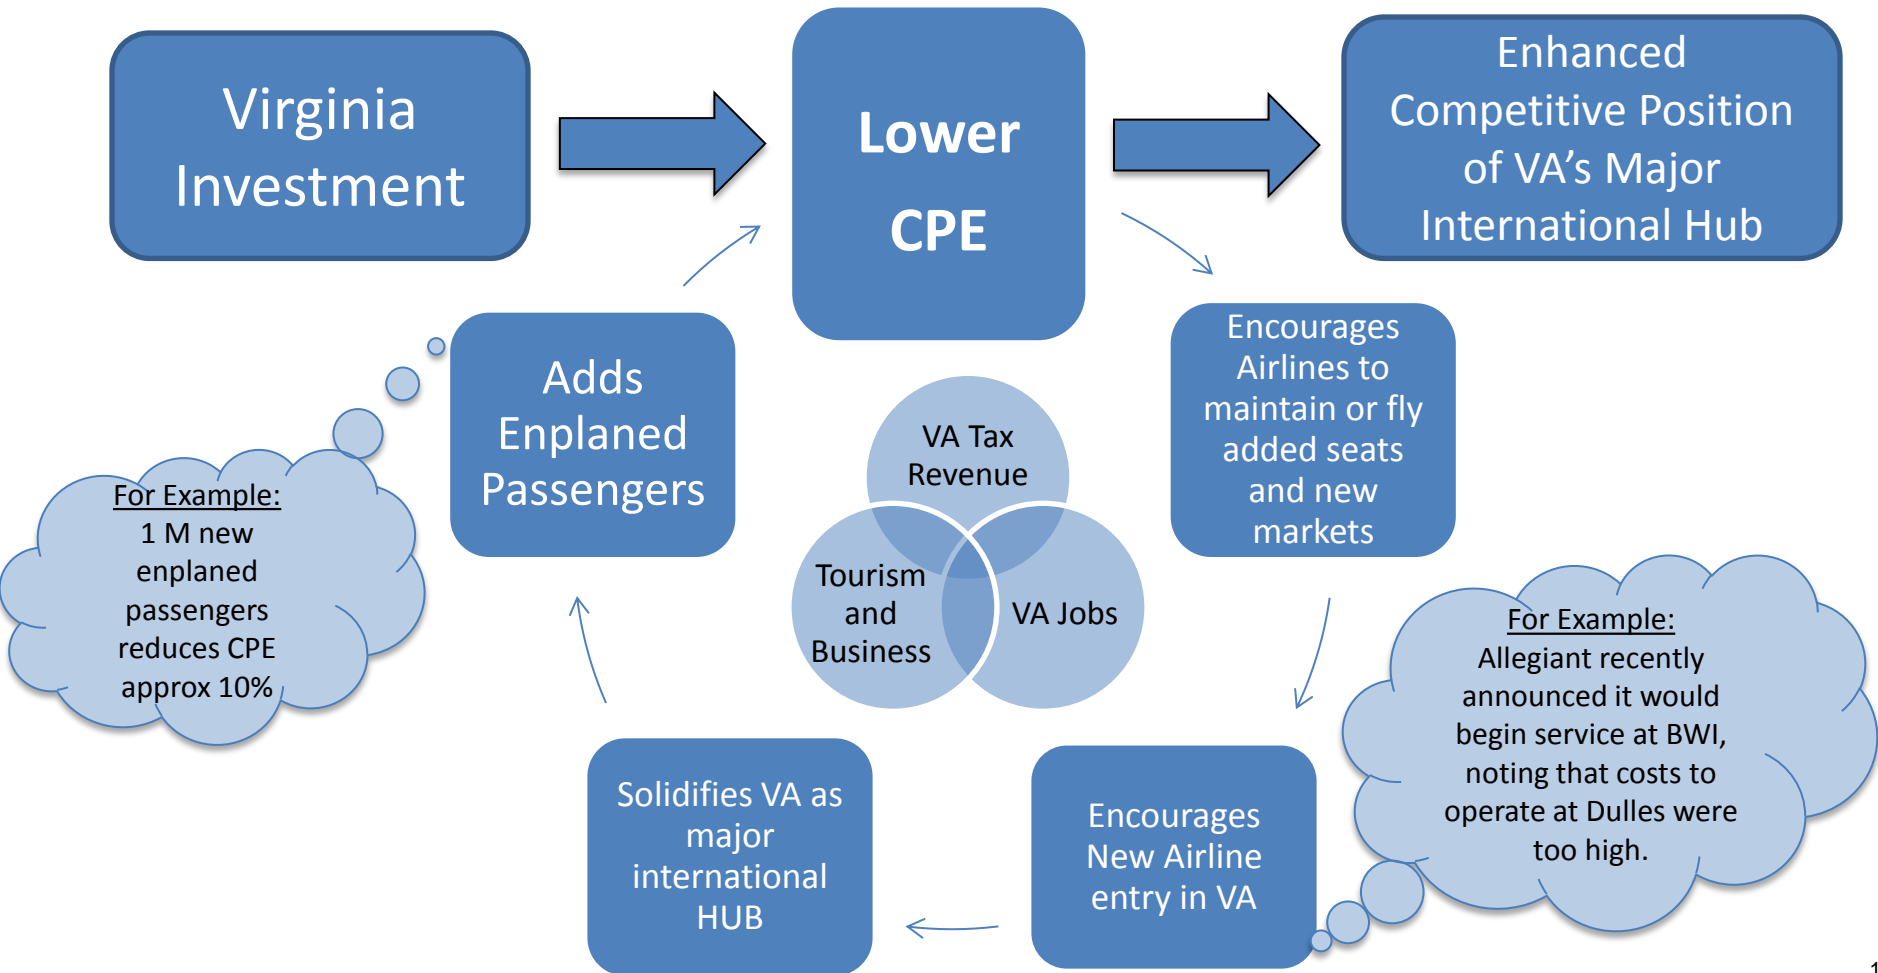 Virginia
Investment
Lower
CPE
Enhanced
Competitive Position
of VA's Major
International Hub
Encourages
Airlines to
maintain or fly
added seats
and new
markets
Adds
Enplaned
Passengers
VA Tax
Revenue
Tourism
and
Business
VA Jobs
For Example:
1 M new
enplaned
passengers
reduces CPE
approx 10%
For Example:
Allegiant recently
announced it would
begin service at BWI,
noting that costs to
operate at Dulles were
too high.
Solidifies VA as
major
international
HUB
Encourages
New Airline
entry in VA
1